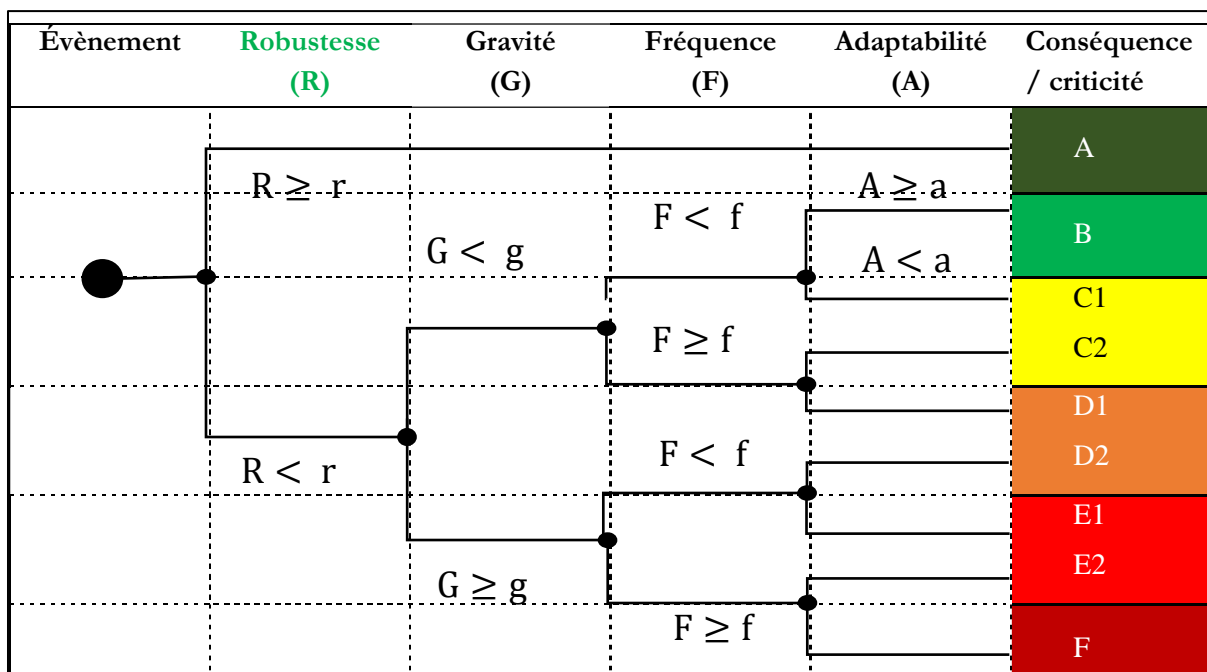 Évènement Robustesse Gravité Fréquence Adaptabilité Conséquence
(R) (G) (F) (A) / criticité
A
R ≥ r A ≥ a
F < f
B
G < g A < a
C1
F ≥ f C2
D1
F < f D2
R < r
E1
E2
G ≥ g
F ≥ f
F